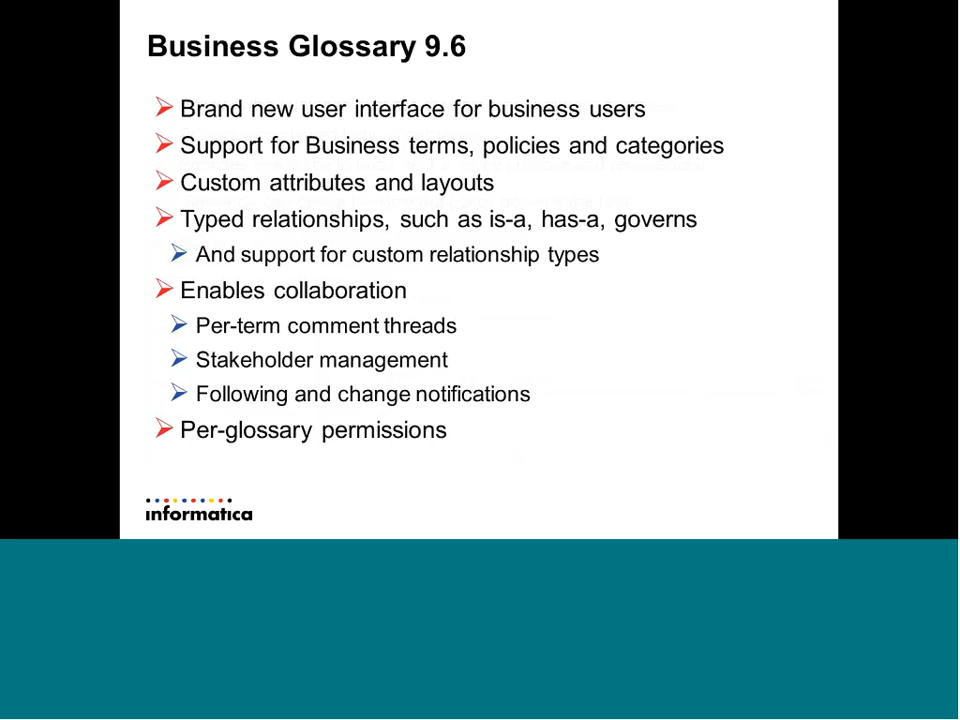 Business Glossary 9.6
Brand new user interface for business users
Support for Business terms, policies and categories
Custom attributes and layouts
Typed relationships, such as is-a, has-a, governs
And support for custom relationship types
Enables collaboration
Per-term comment threads
Stakeholder management
Following and change notifications
Per-glossary permissions
informatica